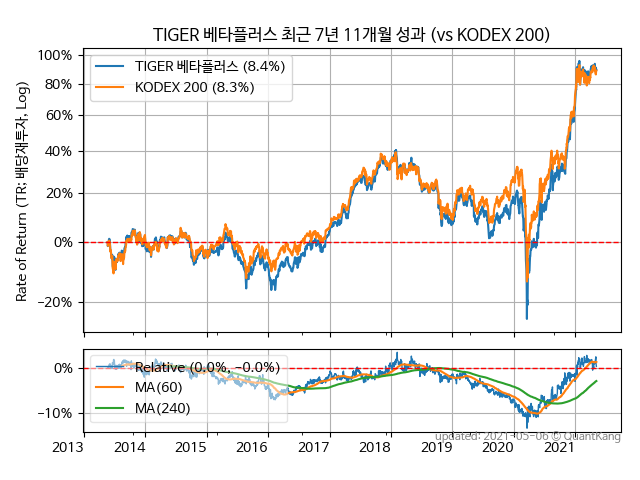 TIGER 베타플러스 최근 7년 11개월 성과 (vs KODEX 200)
Rate of Return (TR: 배당재투자, Log)
100%
80%
60%
40%
20%
0%
−20%
TIGER 베타플러스 (8.4%)
KODEX 200 (8.3%)
0%
−10%
Relative (0.0%, −0.0%)
MA(60)
MA(240)
2013 2014 2015 2016 2017 2018 2019 2020 2021
updated: 2021-05-06 © QuantKang